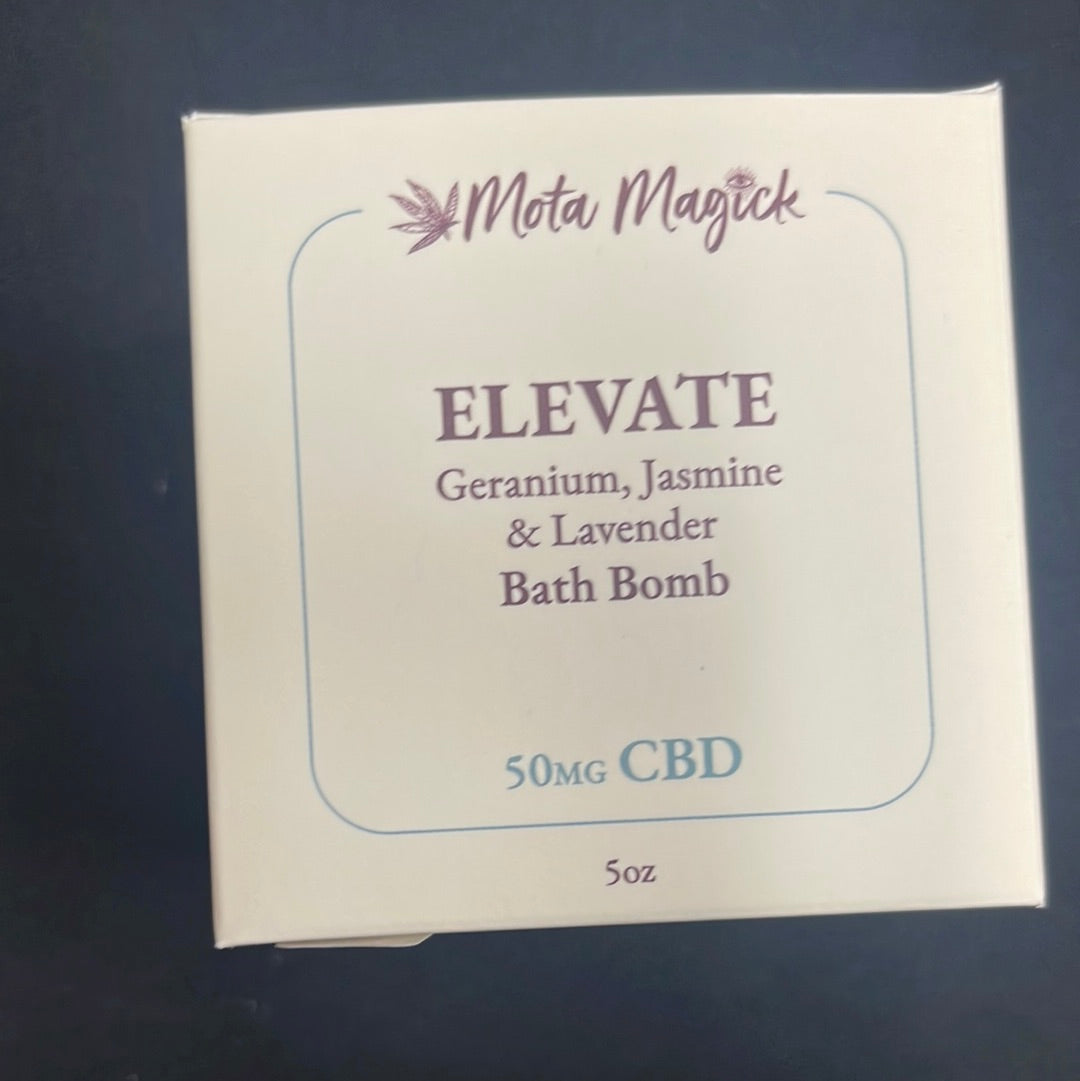 Mota Magick
ELEVATE
Geranium, Jasmine
& Lavender
Bath Bomb
50MG CBD
5oz